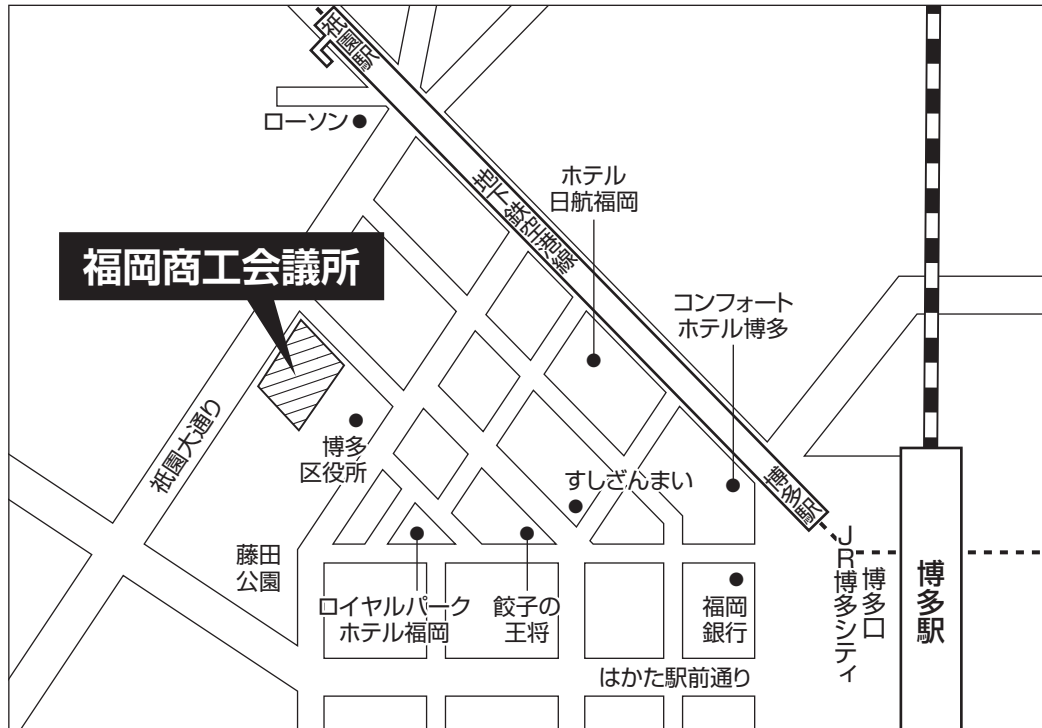 祇園駅
ローソン
地下鉄空港線
ホテル
日航福岡
福岡商工会議所
コンフォート
ホテル博多
祇園大通り
博多
区役所
すしざんまい
博多駅
藤田
公園
ロイヤルパーク
ホテル福岡
餃子の
王将
福岡
銀行
JR博多シティ
博多口
博多駅
はかた駅前通り